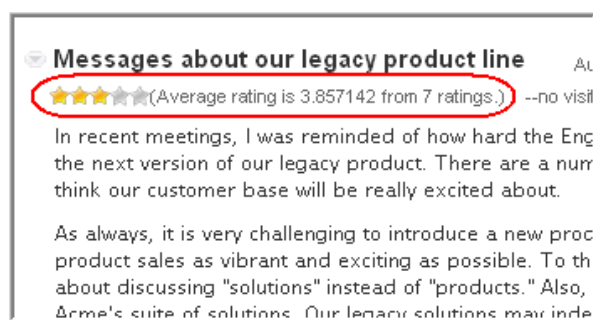 Messages about our legacy product line
(Average rating is 3.857142 from 7 ratings.) --no visit
In recent meetings, I was reminded of how hard the Eng
the next version of our legacy product. There are a num
think our customer base will be really excited about.
As always, it is very challenging to introduce a new proc
product sales as vibrant and exciting as possible. To th
about discussing "solutions" instead of "products." Also,
Acme's suite of solutions. Our legacy solutions may inde